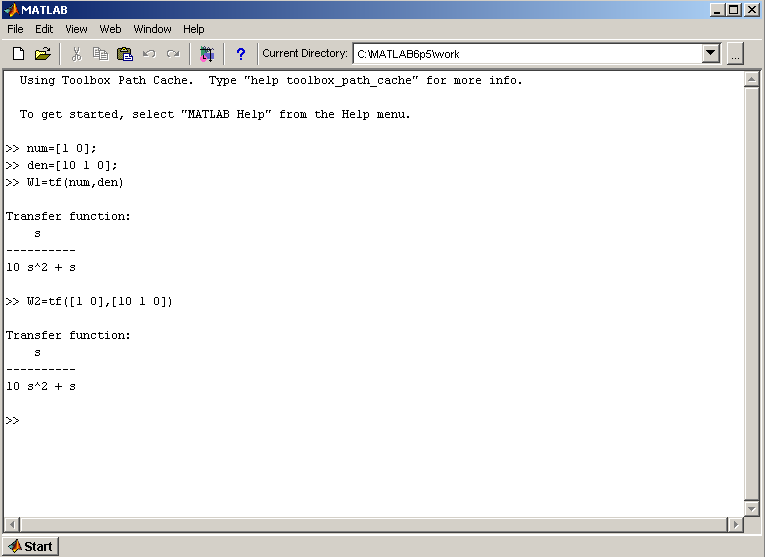 MATLAB
File Edit View Web Window Help
Current Directory: C:\MATLAB6p5\work ...
Using Toolbox Path Cache.  Type "help toolbox_path_cache" for more info.
To get started, select "MATLAB Help" from the Help menu.
>> num=[1 0];
>> den=[10 1 0];
>> W1=tf(num,den)
Transfer function:
s
----------
10 s^2 + s
>> W2=tf([1 0],[10 1 0])
Transfer function:
s
----------
10 s^2 + s
>>
Start